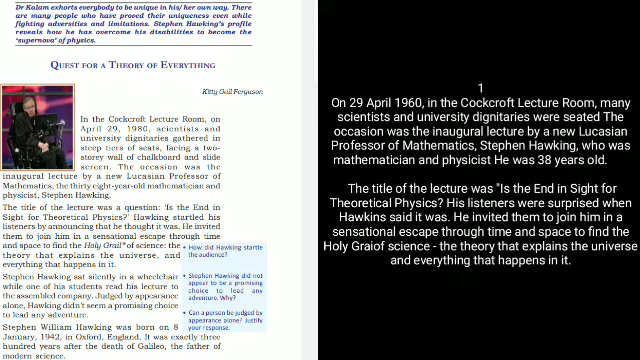 Dr Kalam exhorts everybody to be unique in his/her own way. There
are many people who have proved their uniqueness even while
fighting adversities and limitations. Stephen Hawking's profile
reveals how he has overcome his disabilities to become the
'supernova' of physics.
QUEST FOR A THEORY OF EVERYTHING
Kitty Gail Ferguson
In the Cockcroft Lecture Room, on
April 29, 1980, scientists and
university dignitaries gathered in
steep tiers of seats, facing a two-
storey wall of chalkboard and slide
screen. The occasion was the
inaugural lecture by a new Lucasian Professor of
Mathematics, the thirty eight-year-old mathematician and
physicist, Stephen Hawking.
The title of the lecture was a question: 'Is the End in
Sight for Theoretical Physics?' Hawking startled his
listeners by announcing that he thought it was. He invited
them to join him in a sensational escape through time
and space to find the Holy Grail* of science: the
theory that explains the universe, and
everything that happens in it.
Stephen Hawking sat silently in a wheelchair
while one of his students read his lecture to
the assembled company. Judged by appearance
alone, Hawking didn't seem a promising choice
to lead any adventure.
Stephen William Hawking was born on 8
January, 1942, in Oxford, England. It was exactly three
hundred years after the death of Galileo, the father of
modern science.
• How did Hawking startle
the audience?
• Stephen Hawking did not
appear to be a promising
choice to lead any
adventure. Why?
• Can a person be judged by
appearance alone? Justify
your response.
1
On 29 April 1960, in the Cockcroft Lecture Room, many
scientists and university dignitaries were seated The
occasion was the inaugural lecture by a new Lucasian
Professor of Mathematics, Stephen Hawking, who was
mathematician and physicist He was 38 years old.
The title of the lecture was "Is the End in Sight for
Theoretical Physics? His listeners were surprised when
Hawkins said it was. He invited them to join him in a
sensational escape through time and space to find the
Holy Graiof science - the theory that explains the universe
and everything that happens in it.